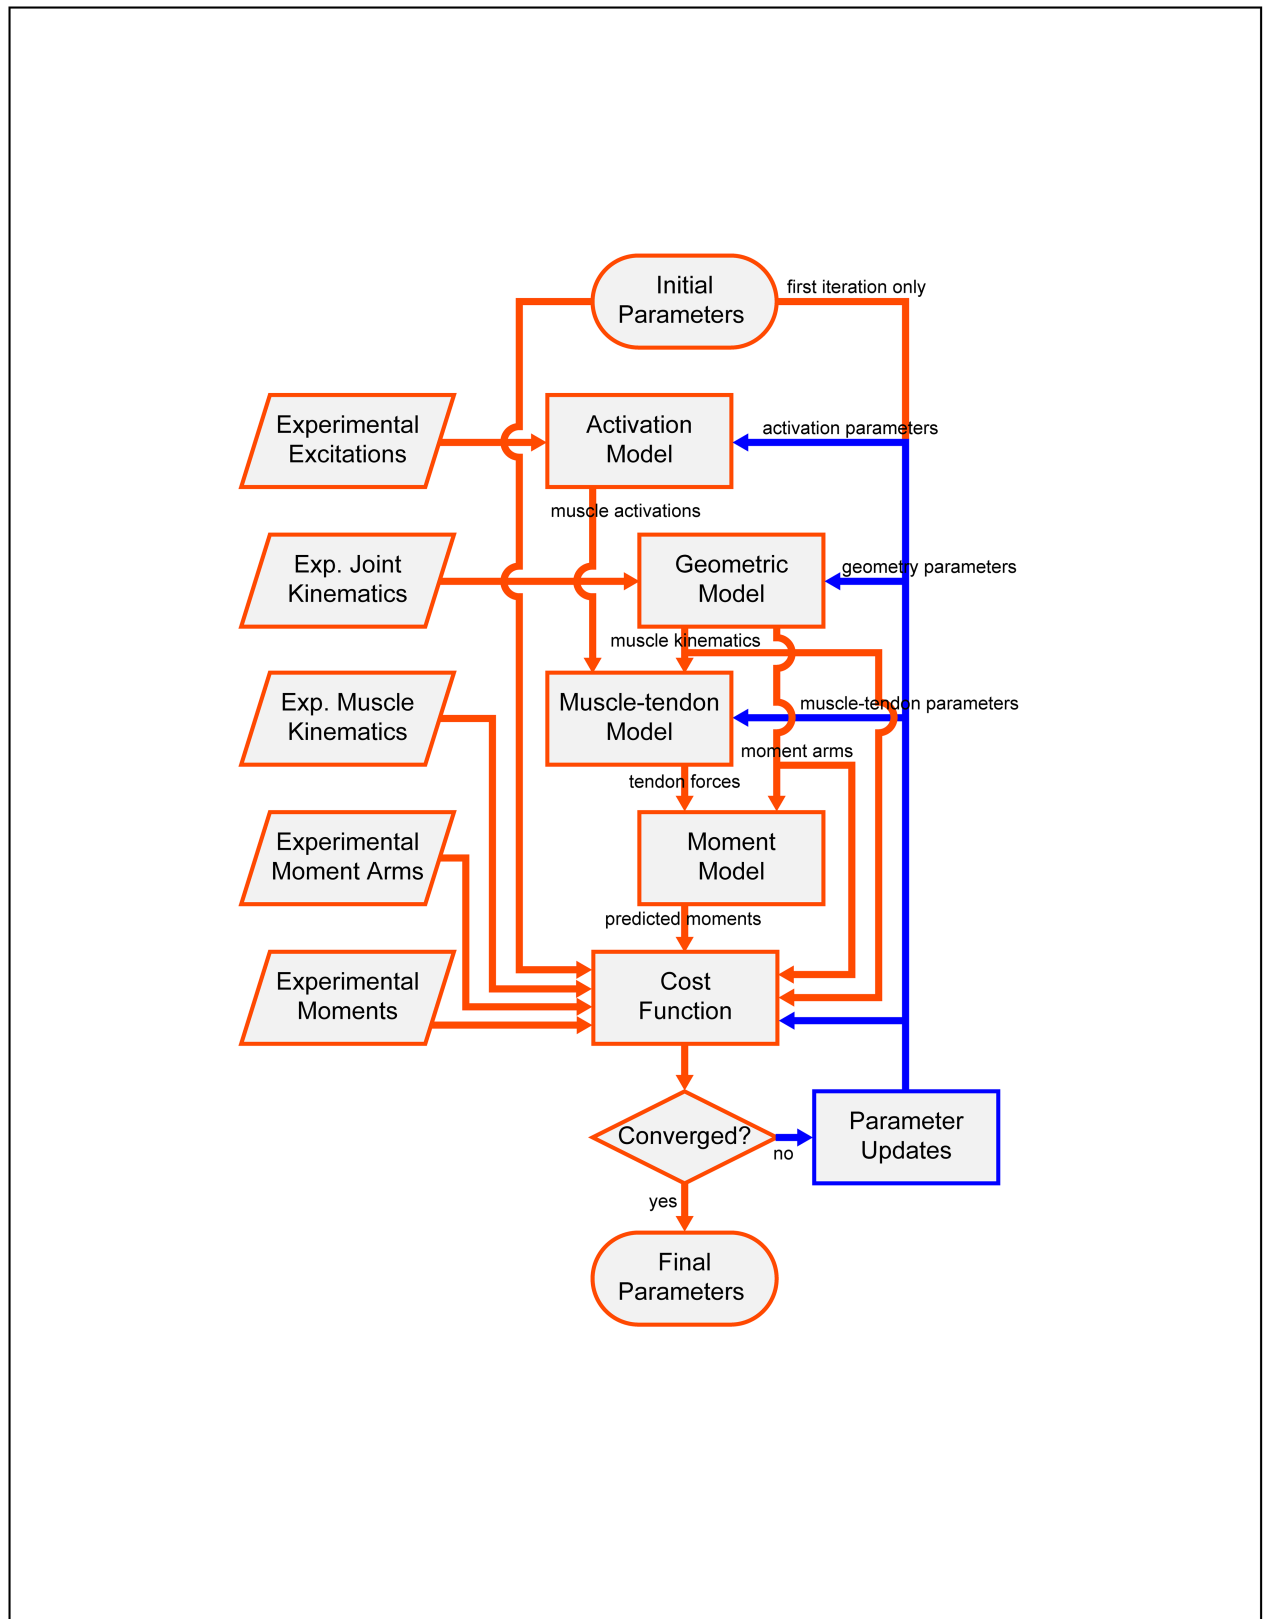 Initial
Parameters
first iteration only
Experimental
Excitations
Activation
Model
activation parameters
muscle activations
Exp. Joint
Kinematics
Geometric
Model
geometry parameters
muscle kinematics
Exp. Muscle
Kinematics
Muscle-tendon
Model
muscle-tendon parameters
moment arms
tendon forces
Experimental
Moment Arms
Moment
Model
predicted moments
Experimental
Moments
Cost
Function
Converged?
no
Parameter
Updates
yes
Final
Parameters